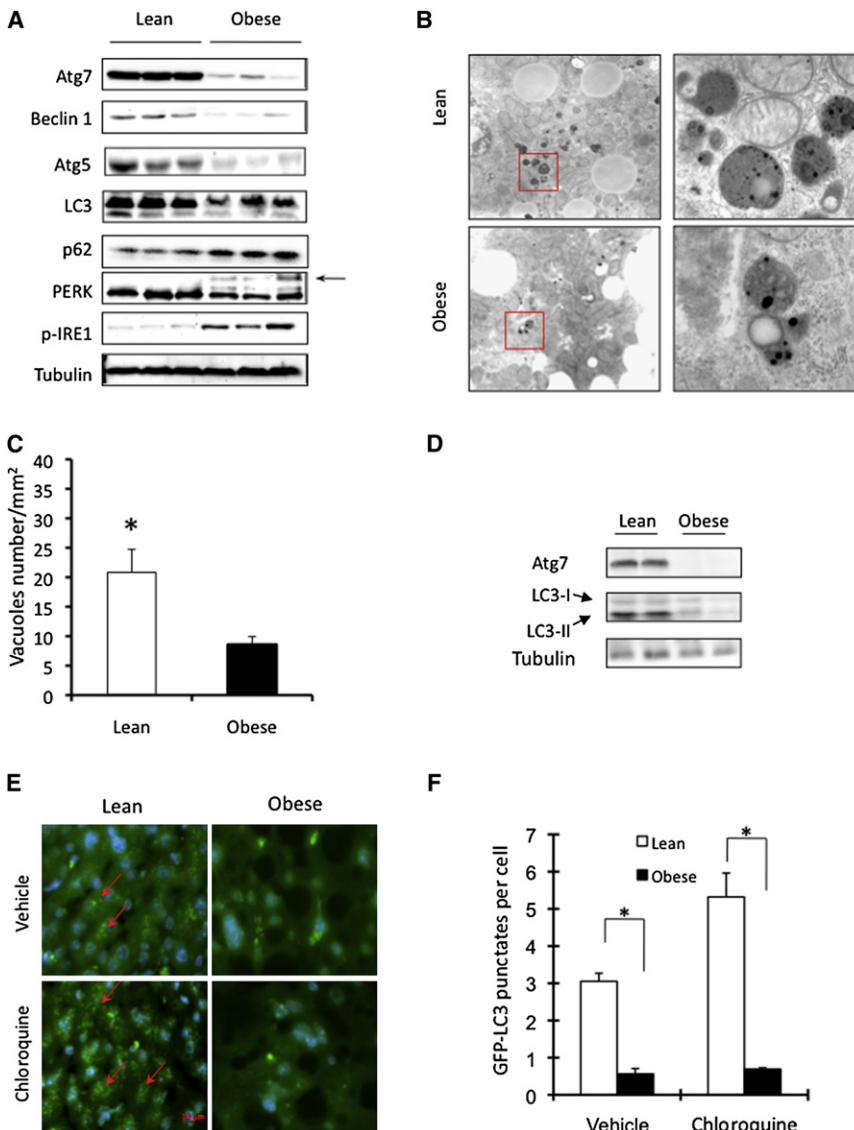 A
Lean Obese
Atg7
Beclin 1
Atg5
LC3
p62
PERK
p-IRE1
Tubulin
B
Lean
Obese
C
Vacuoles number/mm²
40
35
30
25
20
15
10
5
0
*
Lean Obese
D
Lean Obese
Atg7
LC3-I
LC3-II
Tubulin
E
Lean Obese
Vehicle
Chloroquine
F
GFP-LC3 punctates per cell
7
6
5
4
3
2
1
0
Lean
Obese
*
*
Vehicle Chloroquine